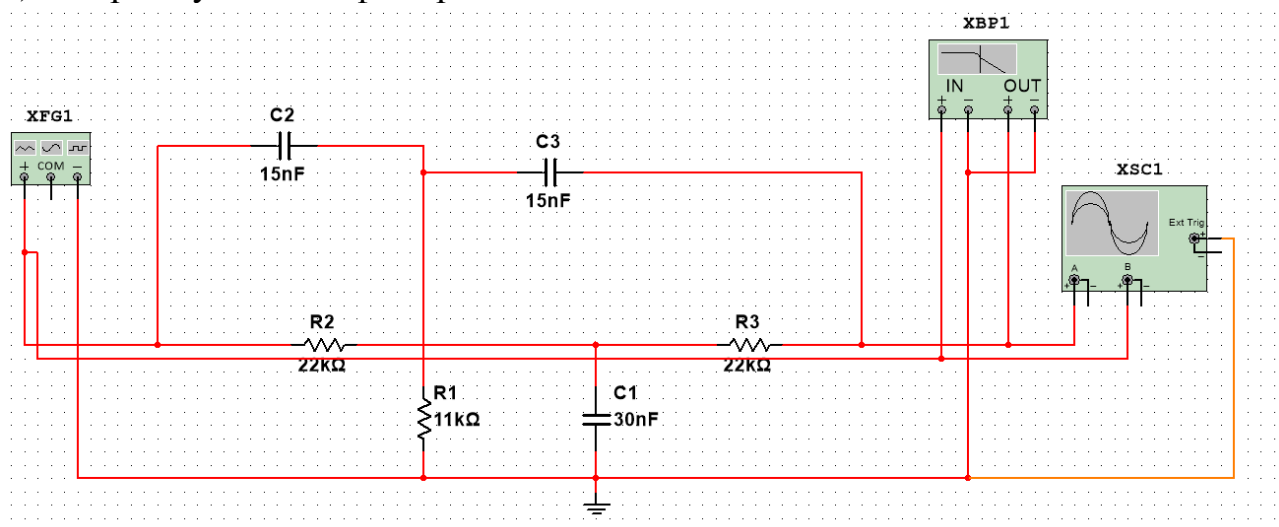 XBP1
IN OUT
+ − + −
XFG1
+ COM −
C2
15nF
C3
15nF
XSC1
Ext Trig
+
−
A B
+ − + −
R2
22kΩ
R3
22kΩ
R1
11kΩ
C1
30nF